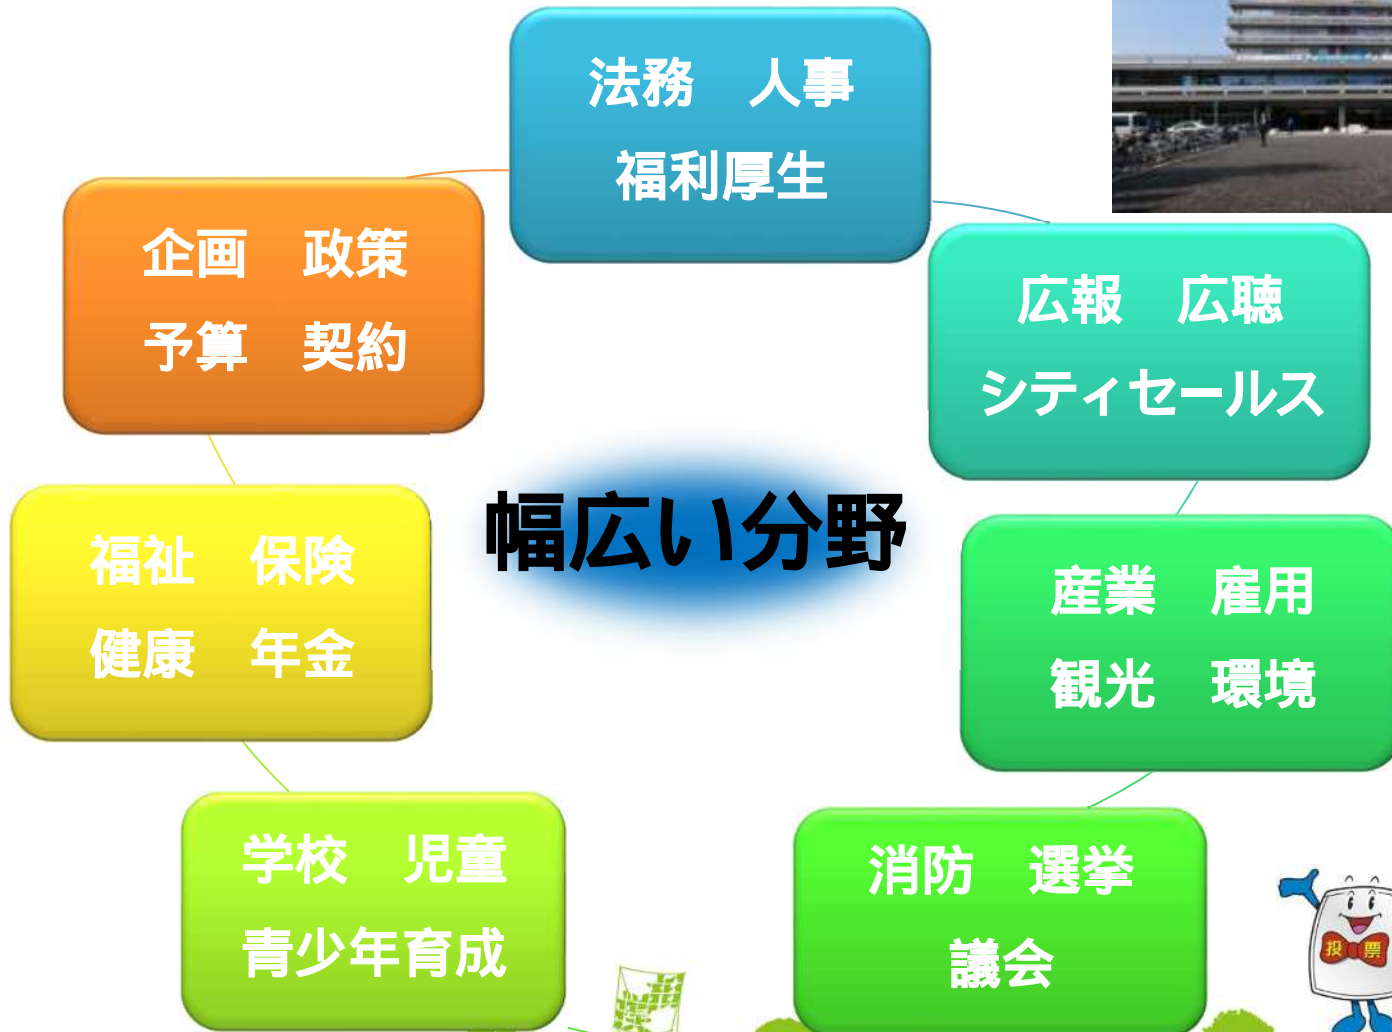 法務　人事
福利厚生
企画　政策
予算　契約
広報　広聴
シティセールス
幅広い分野
福祉　保険
健康　年金
産業　雇用
観光　環境
学校　児童
青少年育成
消防　選挙
議会
投票